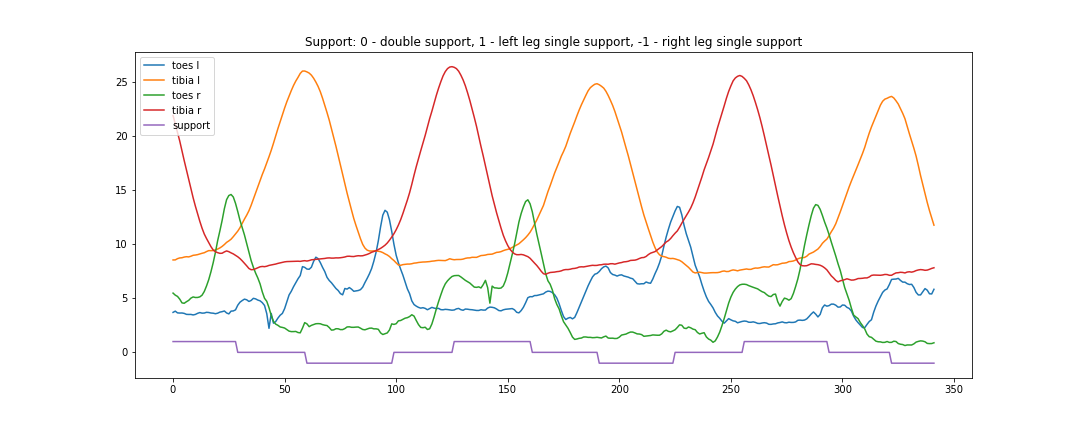 Support: 0 - double support, 1 - left leg single support, -1 - right leg single support
toes l
tibia l
toes r
tibia r
support
25
20
15
10
5
0
0 50 100 150 200 250 300 350